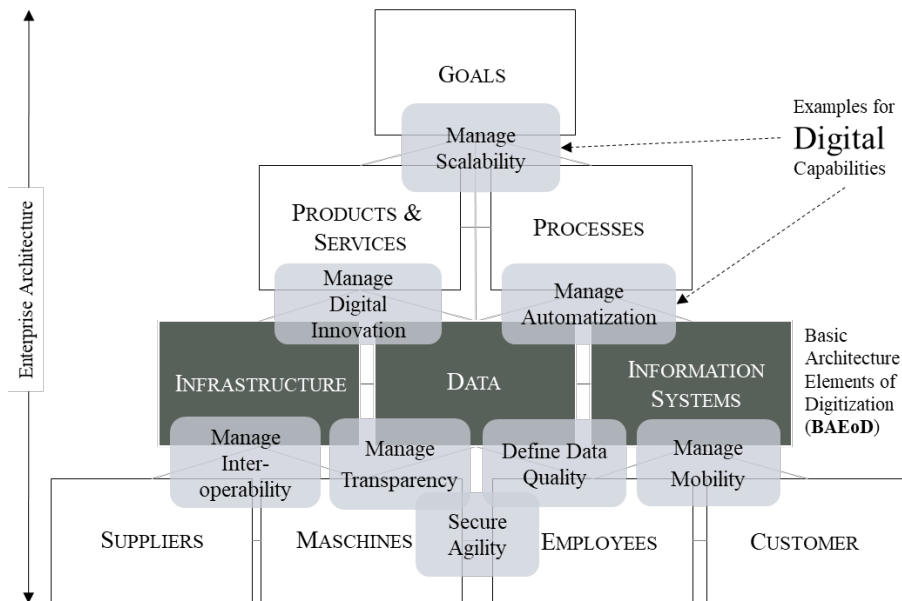 GOALS
Manage
Scalability
Examples for
Digital
Capabilities
PRODUCTS &
SERVICES
PROCESSES
Enterprise Architecture
Manage
Digital
Innovation
Manage
Automatization
INFRASTRUCTURE
DATA
INFORMATION
SYSTEMS
Basic
Architecture
Elements of
Digitization
(BAEoD)
Manage
Inter-
operability
Manage
Transparency
Define Data
Quality
Manage
Mobility
SUPPLIERS
MASCHINES
Secure
Agility
EMPLOYEES
CUSTOMER